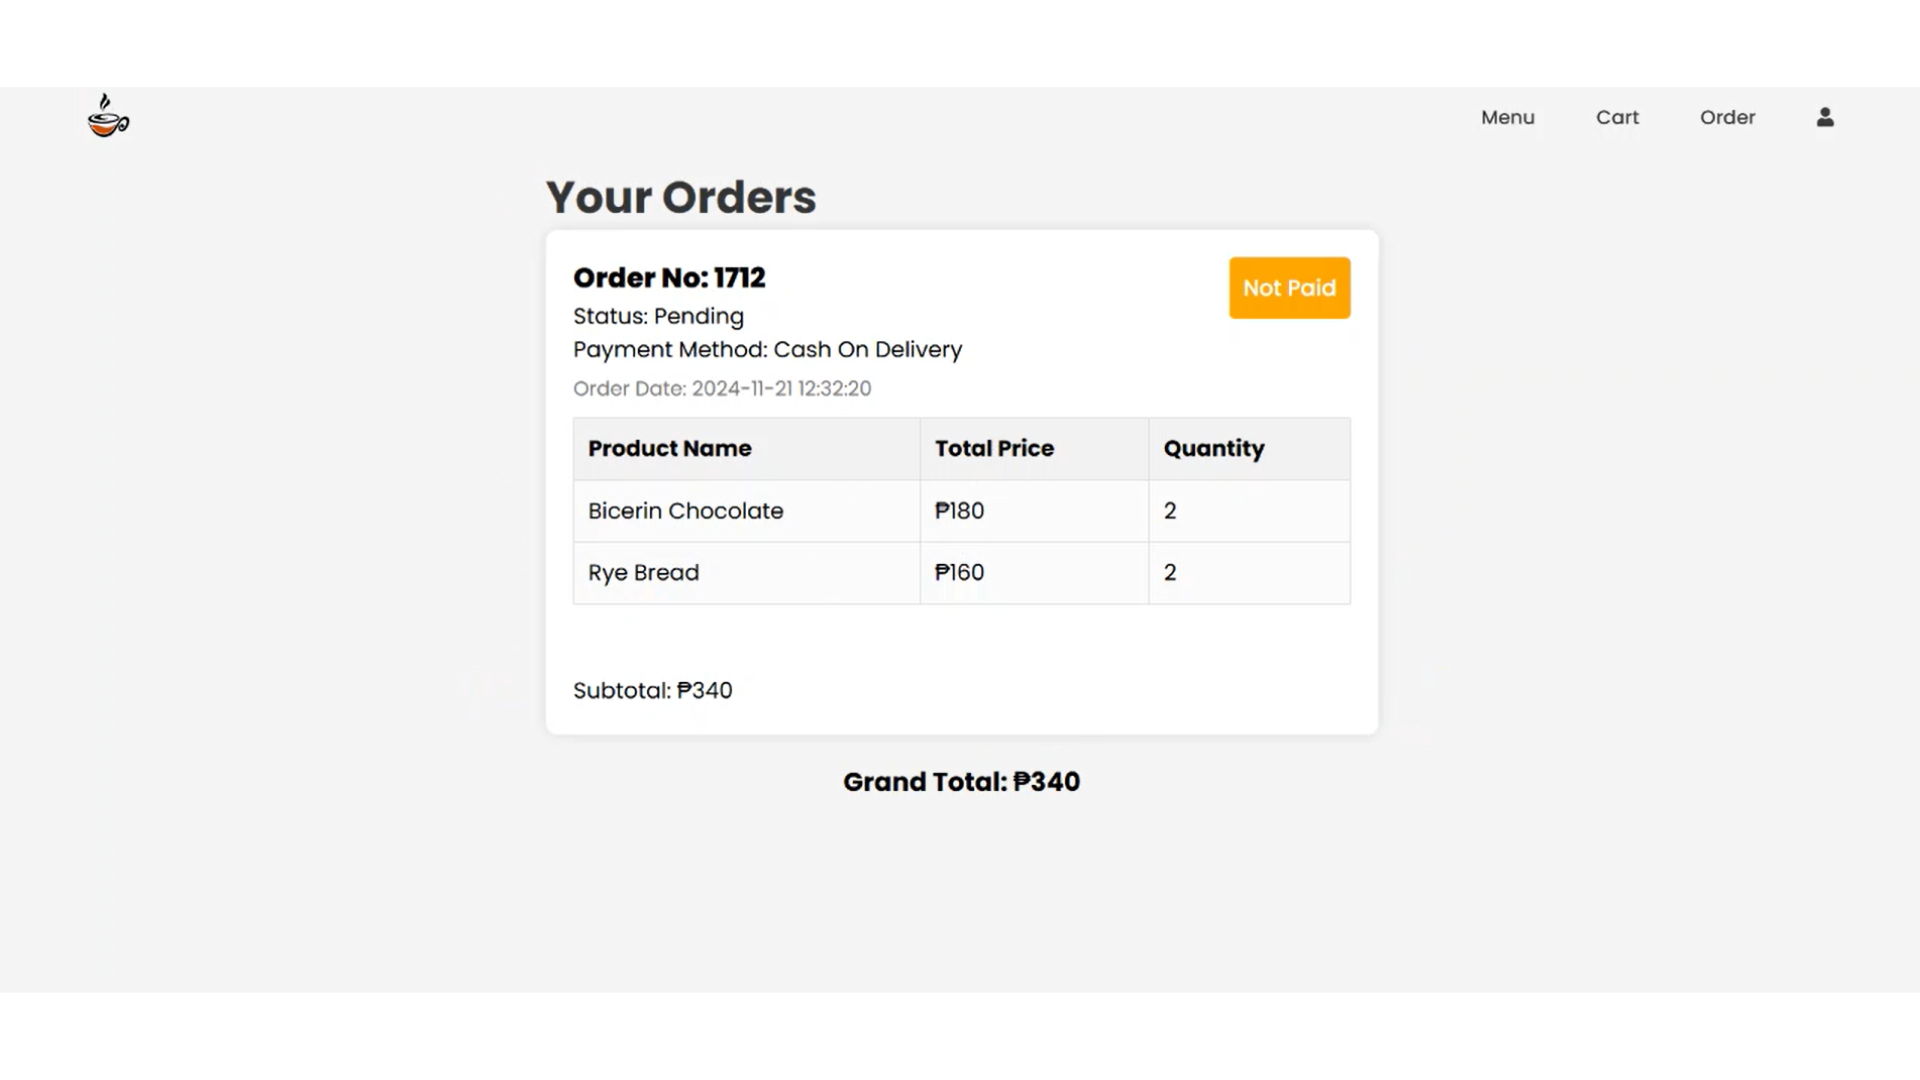 Menu Cart Order
Your Orders
Order No: 1712
Not Paid
Status: Pending
Payment Method: Cash On Delivery
Order Date: 2024-11-21 12:32:20
Product Name Total Price Quantity
Bicerin Chocolate ₱180 2
Rye Bread ₱160 2
Subtotal: ₱340
Grand Total: ₱340